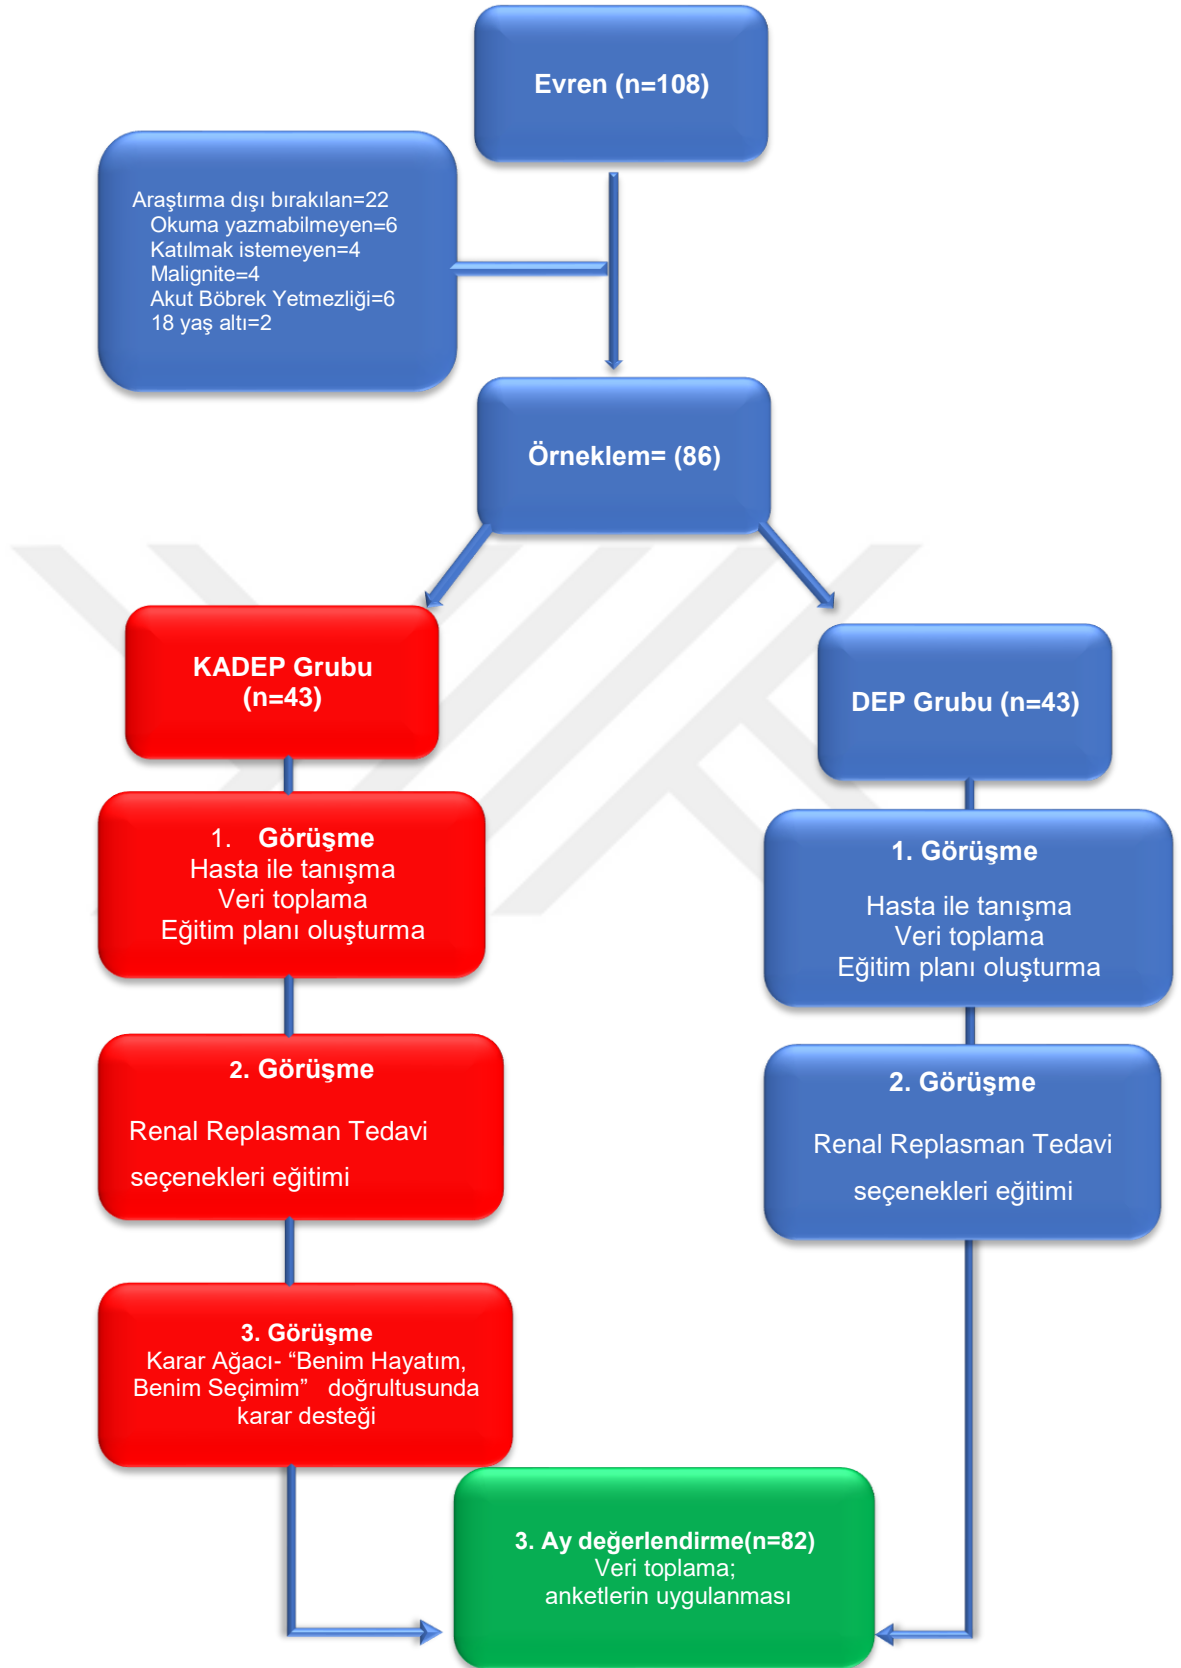 Evren (n=108)
Araştırma dışı bırakılan=22
Okuma yazmabilmeyen=6
Katılmak istemeyen=4
Malignite=4
Akut Böbrek Yetmezliği=6
18 yaş altı=2
Örneklem= (86)
KADEP Grubu
(n=43)
DEP Grubu (n=43)
1. Görüşme
Hasta ile tanışma
Veri toplama
Eğitim planı oluşturma
1. Görüşme
Hasta ile tanışma
Veri toplama
Eğitim planı oluşturma
2. Görüşme
Renal Replasman Tedavi
seçenekleri eğitimi
2. Görüşme
Renal Replasman Tedavi
seçenekleri eğitimi
3. Görüşme
Karar Ağacı- “Benim Hayatım,
Benim Seçimim” doğrultusunda
karar desteği
3. Ay değerlendirme(n=82)
Veri toplama;
anketlerin uygulanması